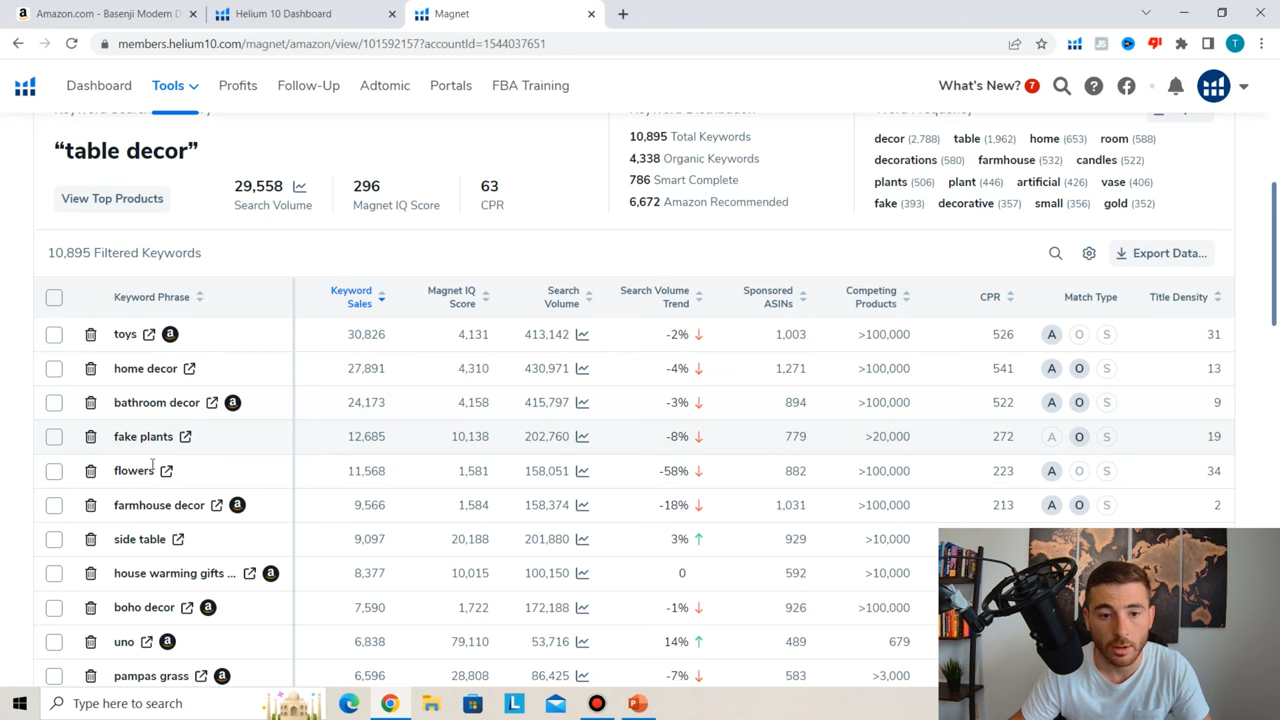 Amazon.com - Basenji Modern D
Helium 10 Dashboard
Magnet
members.helium10.com/magnet/amazon/view/101592157?accountId=1544037651
Dashboard Tools Profits Follow-Up Adtomic Portals FBA Training What's New? 7
“table decor”
View Top Products
29,558
Search Volume
296
Magnet IQ Score
63
CPR
10,895 Total Keywords
4,338 Organic Keywords
786 Smart Complete
6,672 Amazon Recommended
decor (2,788) table (1,962) home (653) room (588)
decorations (580) farmhouse (532) candles (522)
plants (506) plant (446) artificial (426) vase (406)
fake (393) decorative (357) small (356) gold (352)
10,895 Filtered Keywords
Export Data...
Keyword Phrase Keyword Sales Magnet IQ Score Search Volume Search Volume Trend Sponsored ASINs Competing Products CPR Match Type Title Density
toys 30,826 4,131 413,142 -2% 1,003 >100,000 526 A O S 31
home decor 27,891 4,310 430,971 -4% 1,271 >100,000 541 A O S 13
bathroom decor 24,173 4,158 415,797 -3% 894 >100,000 522 A O S 9
fake plants 12,685 10,138 202,760 -8% 779 >20,000 272 A O S 19
flowers 11,568 1,581 158,051 -58% 882 >100,000 223 A O S 34
farmhouse decor 9,566 1,584 158,374 -18% 1,031 >100,000 213 A O S 2
side table 9,097 20,188 201,880 3% 929 >10,000
house warming gifts ... 8,377 10,015 100,150 0 592 >10,000
boho decor 7,590 1,722 172,188 -1% 926 >100,000
uno 6,838 79,110 53,716 14% 489 679
pampas grass 6,596 28,808 86,425 -7% 583 >3,000
Type here to search